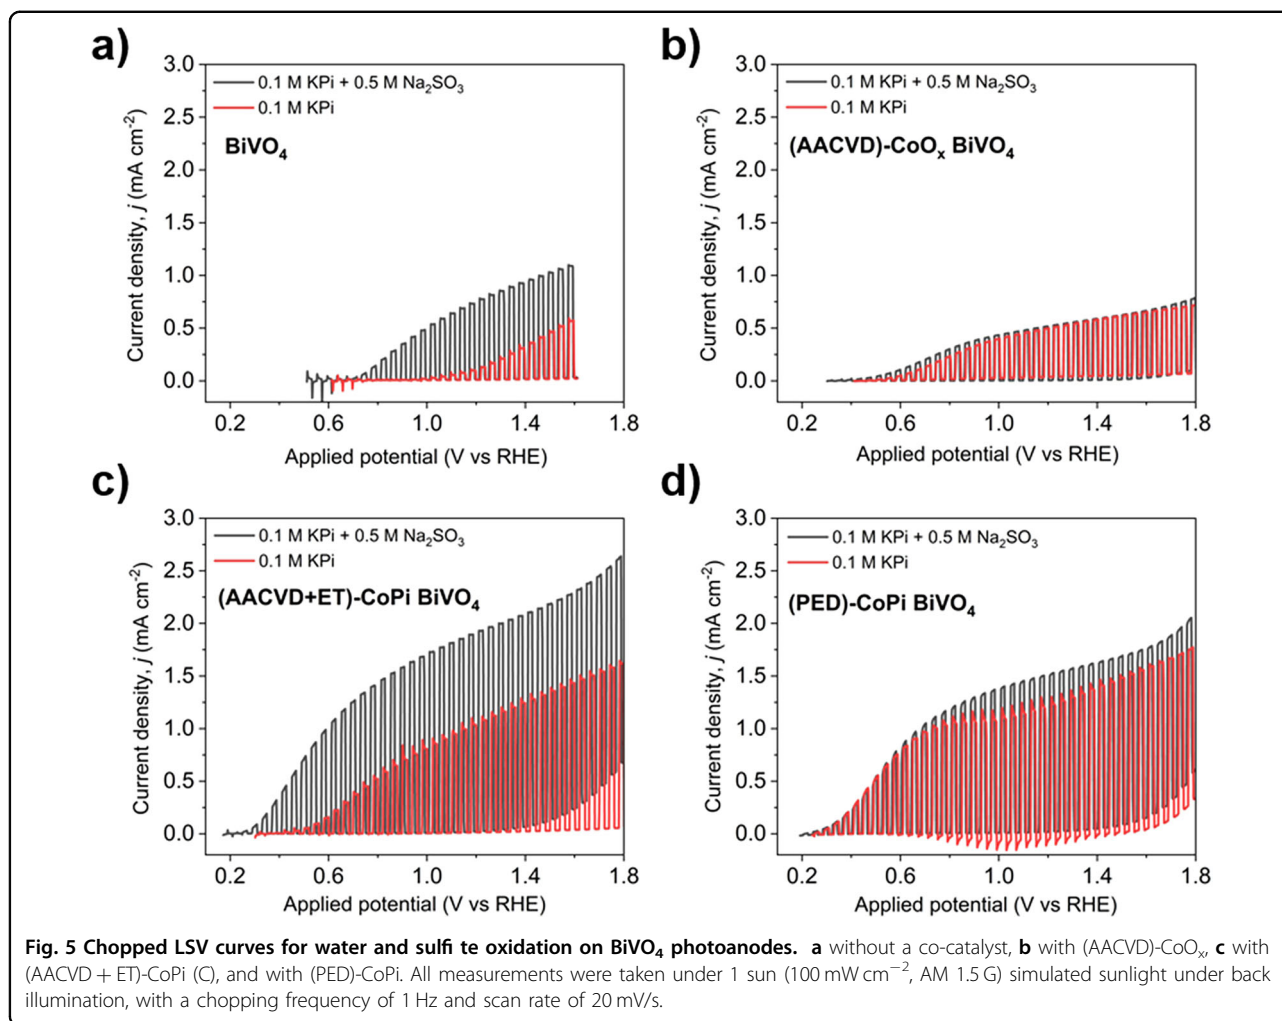 a)
3.0
2.5
2.0
1.5
1.0
0.5
0.0
Current density, j (mA cm⁻²)
0.1 M KPi + 0.5 M Na₂SO₃
0.1 M KPi
BiVO₄
0.2 0.6 1.0 1.4 1.8
Applied potential (V vs RHE)
b)
3.0
2.5
2.0
1.5
1.0
0.5
0.0
Current density, j (mA cm⁻²)
0.1 M KPi + 0.5 M Na₂SO₃
0.1 M KPi
(AACVD)-CoOₓ BiVO₄
0.2 0.6 1.0 1.4 1.8
Applied potential (V vs RHE)
c)
3.0
2.5
2.0
1.5
1.0
0.5
0.0
Current density, j (mA cm⁻²)
0.1 M KPi + 0.5 M Na₂SO₃
0.1 M KPi
(AACVD+ET)-CoPi BiVO₄
0.2 0.6 1.0 1.4 1.8
Applied potential (V vs RHE)
d)
3.0
2.5
2.0
1.5
1.0
0.5
0.0
Current density, j (mA cm⁻²)
0.1 M KPi + 0.5 M Na₂SO₃
0.1 M KPi
(PED)-CoPi BiVO₄
0.2 0.6 1.0 1.4 1.8
Applied potential (V vs RHE)
Fig. 5 Chopped LSV curves for water and sulfi te oxidation on BiVO₄ photoanodes. a without a co-catalyst, b with (AACVD)-CoOₓ, c with
(AACVD + ET)-CoPi (C), and with (PED)-CoPi. All measurements were taken under 1 sun (100 mW cm⁻², AM 1.5 G) simulated sunlight under back
illumination, with a chopping frequency of 1 Hz and scan rate of 20 mV/s.